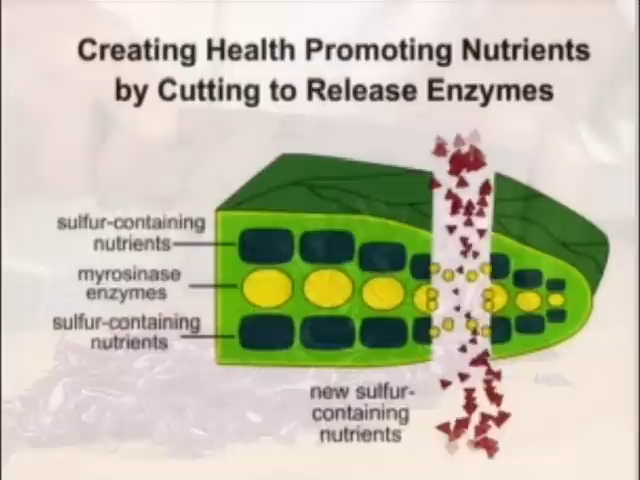 Creating Health Promoting Nutrients
by Cutting to Release Enzymes
sulfur-containing
nutrients
myrosinase
enzymes
sulfur-containing
nutrients
new sulfur-
containing
nutrients